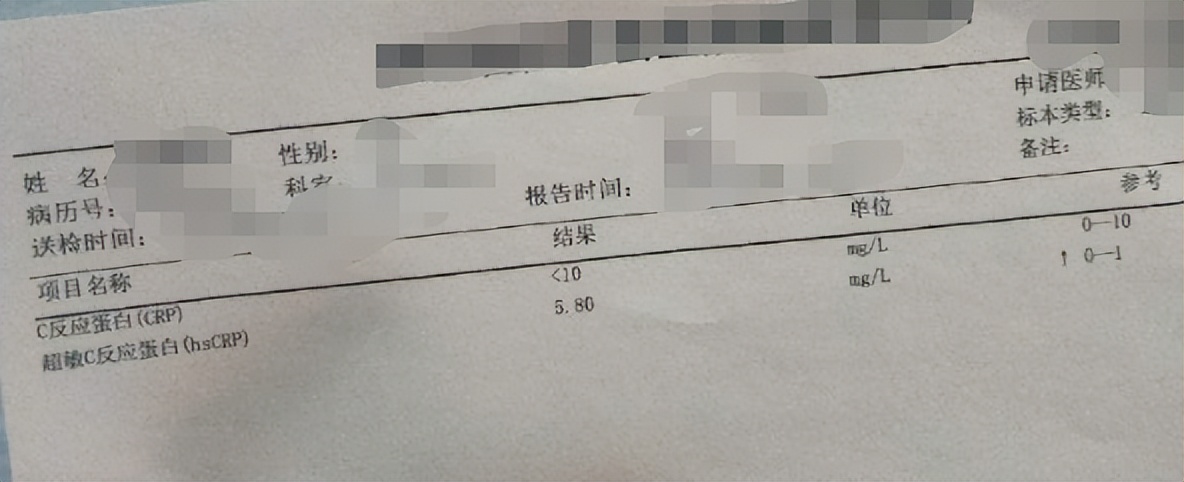 申请医师
标本类型：
备注：
姓 名：
性别：
病历号：
科室：
送检时间：
报告时间：
项目名称 结果 单位 参考
C反应蛋白(CRP) <10 mg/L 0—10
超敏C反应蛋白(hsCRP) 5.80 mg/L ↑ 0—1